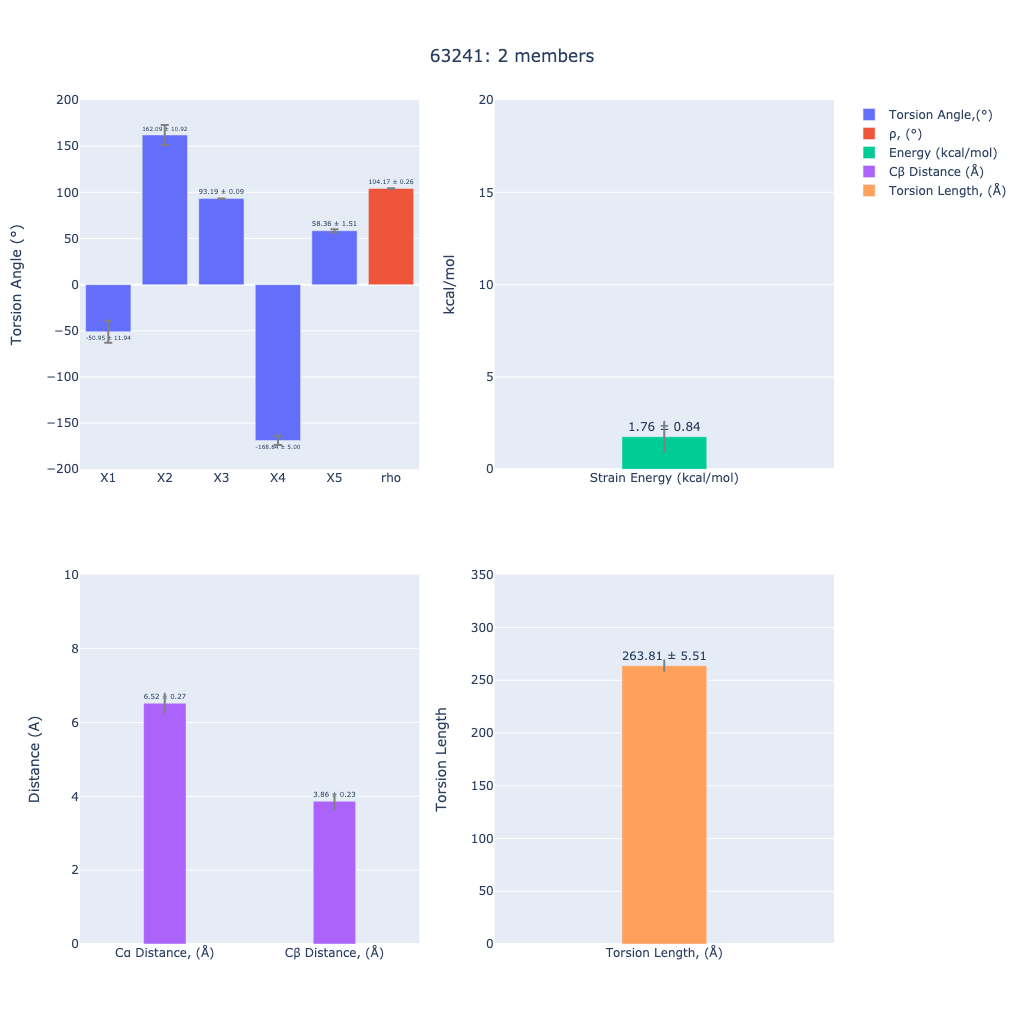 63241: 2 members
Torsion Angle (°)
200
150
100
50
0
−50
−100
−150
−200
162.09 ± 10.92
93.19 ± 0.09
-50.95 ± 11.94
-168.84 ± 5.00
58.36 ± 1.51
104.17 ± 0.26
X1 X2 X3 X4 X5 rho
kcal/mol
20
15
10
5
0
1.76 ± 0.84
Strain Energy (kcal/mol)
Torsion Angle,(°)
ρ, (°)
Energy (kcal/mol)
Cβ Distance (Å)
Torsion Length, (Å)
Distance (A)
10
8
6
4
2
0
6.52 ± 0.27
3.86 ± 0.23
Cα Distance, (Å) Cβ Distance, (Å)
Torsion Length
350
300
250
200
150
100
50
0
263.81 ± 5.51
Torsion Length, (Å)